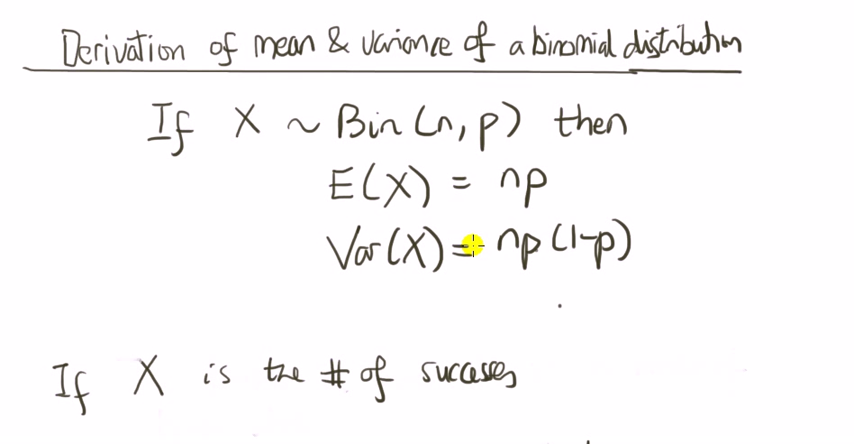 Derivation of mean & variance of a binomial distribution
If X ~ Bin(n, p) then
E(X) = np
Var(X) = np(1-p)
If X is the # of successes